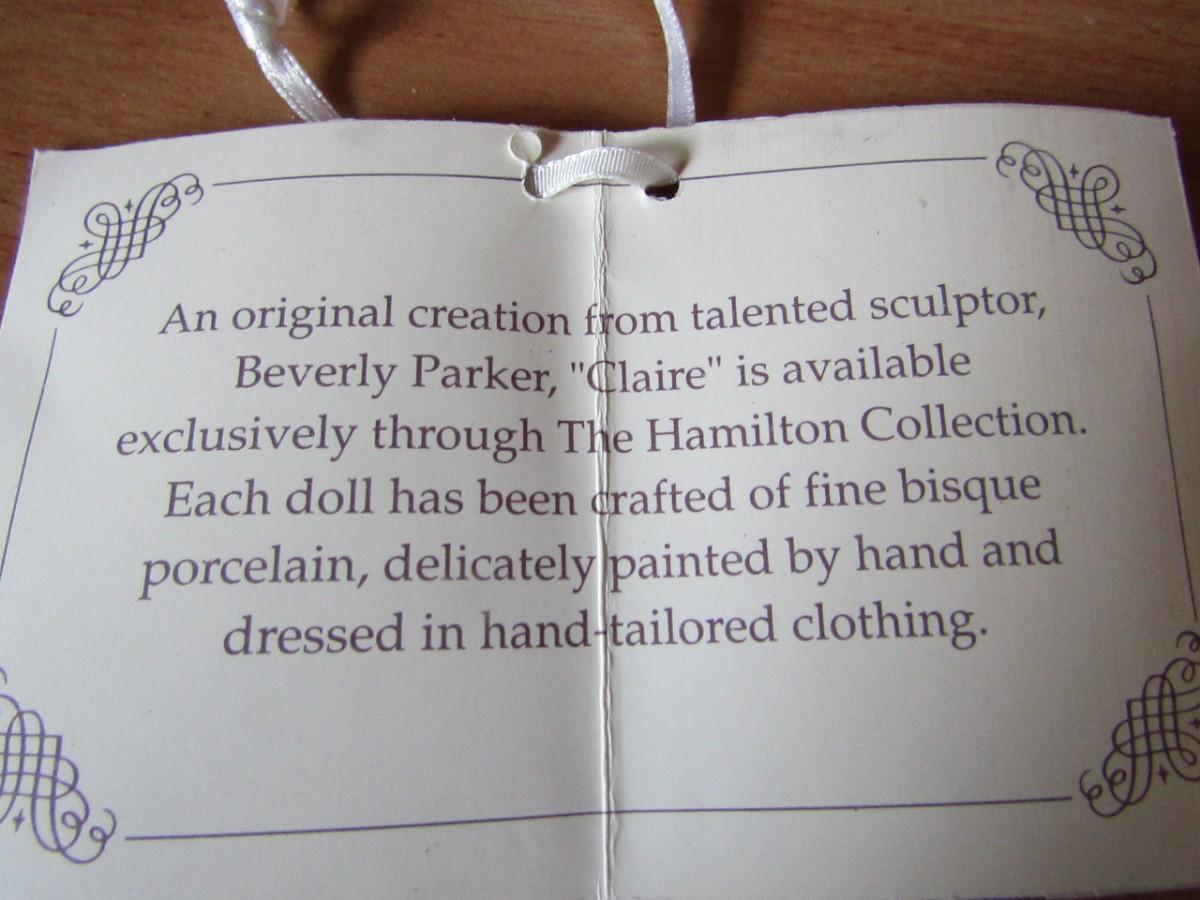 An original creation from talented sculptor,
Beverly Parker, "Claire" is available
exclusively through The Hamilton Collection.
Each doll has been crafted of fine bisque
porcelain, delicately painted by hand and
dressed in hand-tailored clothing.